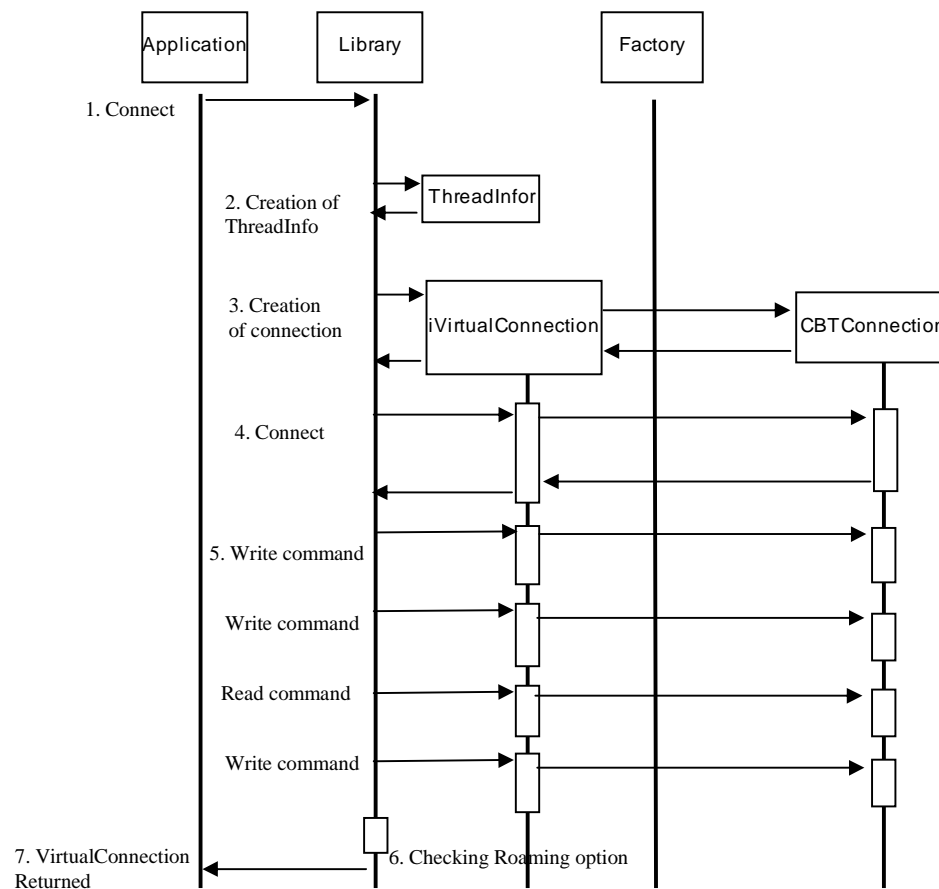 Application
Library
Factory
1. Connect
ThreadInfor
2. Creation of
ThreadInfo
3. Creation
of connection
iVirtualConnection
CBTConnection
4. Connect
5. Write command
Write command
Read command
Write command
6. Checking Roaming option
7. VirtualConnection
Returned